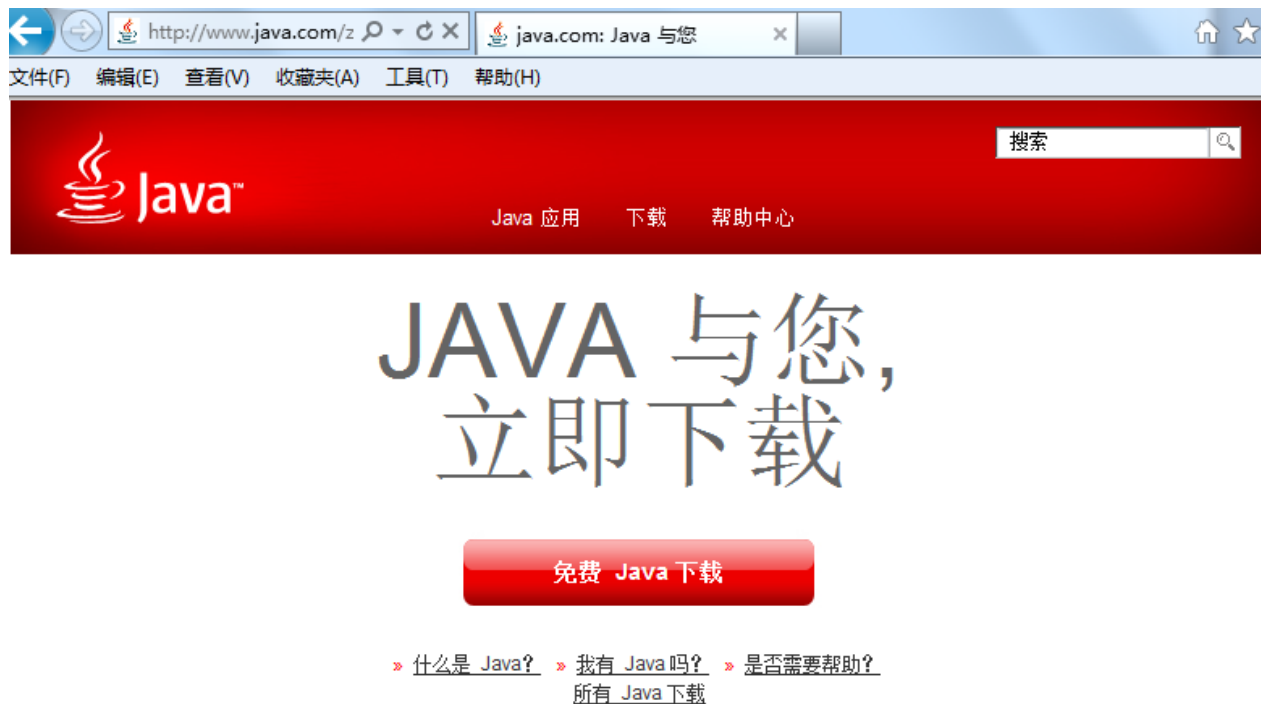 http://www.java.com/z
java.com: Java 与您
文件(F) 编辑(E) 查看(V) 收藏夹(A) 工具(T) 帮助(H)
搜索
Java™
Java 应用 下载 帮助中心
JAVA 与您,
立即下载
免费 Java 下载
» 什么是 Java? » 我有 Java 吗? » 是否需要帮助?
所有 Java 下载